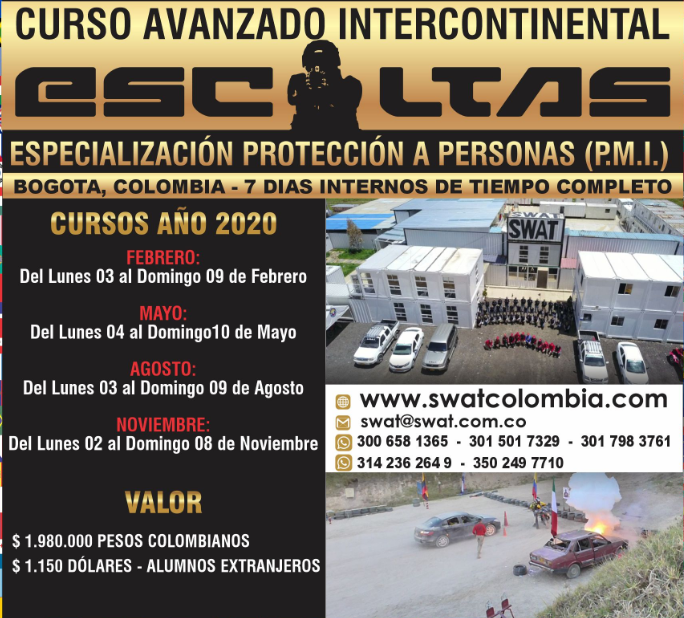 CURSO AVANZADO INTERCONTINENTAL
ESCOLTAS
ESPECIALIZACIÓN PROTECCIÓN A PERSONAS (P.M.I.)
BOGOTA, COLOMBIA - 7 DIAS INTERNOS DE TIEMPO COMPLETO
CURSOS AÑO 2020
FEBRERO:
Del Lunes 03 al Domingo 09 de Febrero
MAYO:
Del Lunes 04 al Domingo10 de Mayo
AGOSTO:
Del Lunes 03 al Domingo 09 de Agosto
NOVIEMBRE:
Del Lunes 02 al Domingo 08 de Noviembre
VALOR
$ 1.980.000 PESOS COLOMBIANOS
$ 1.150 DÓLARES - ALUMNOS EXTRANJEROS
SWAT
SWAT
www.swatcolombia.com
swat@swat.com.co
300 658 1365 - 301 501 7329 - 301 798 3761
314 236 264 9 - 350 249 7710